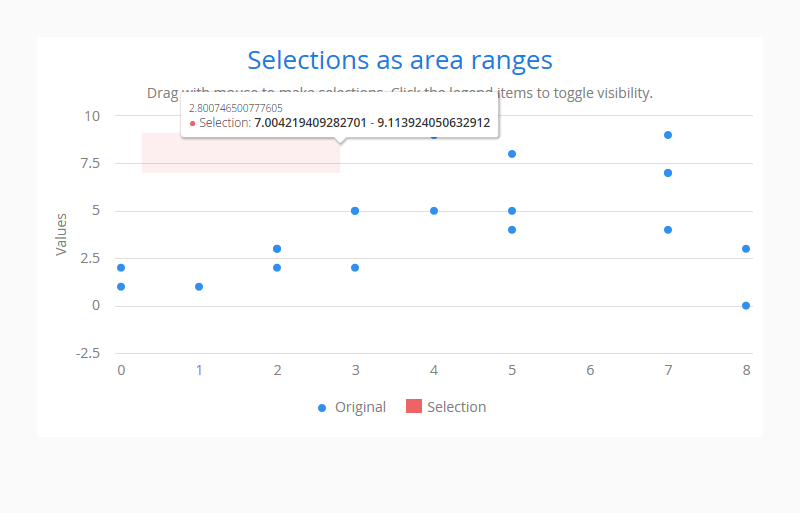 Selections as area ranges
Drag with mouse to make selections. Click the legend items to toggle visibility.
2.800746500777605
Selection: 7.004219409282701 - 9.113924050632912
10
7.5
5
2.5
0
-2.5
Values
0 1 2 3 4 5 6 7 8
Original Selection